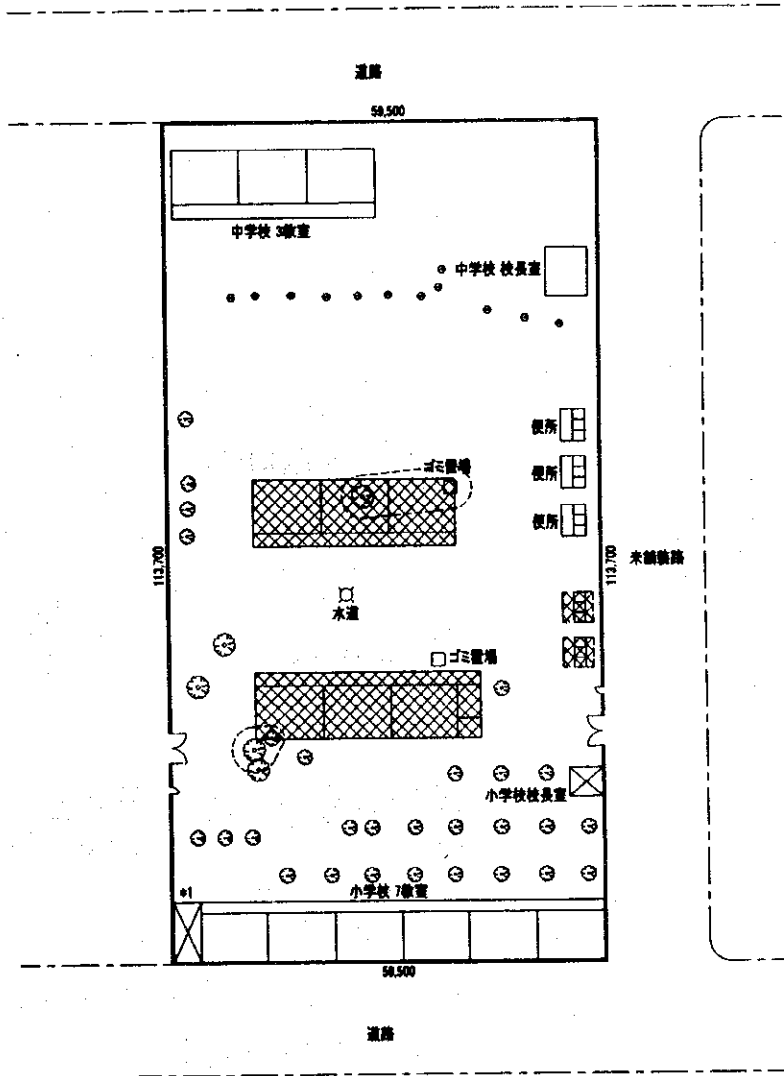 道路
59,500
中学校 3教室
中学校 校長室
便所
ゴミ置場
便所
便所
113,700
113,700
未舗装路
水道
ゴミ置場
小学校校長室
*1
小学校 7教室
59,500
道路